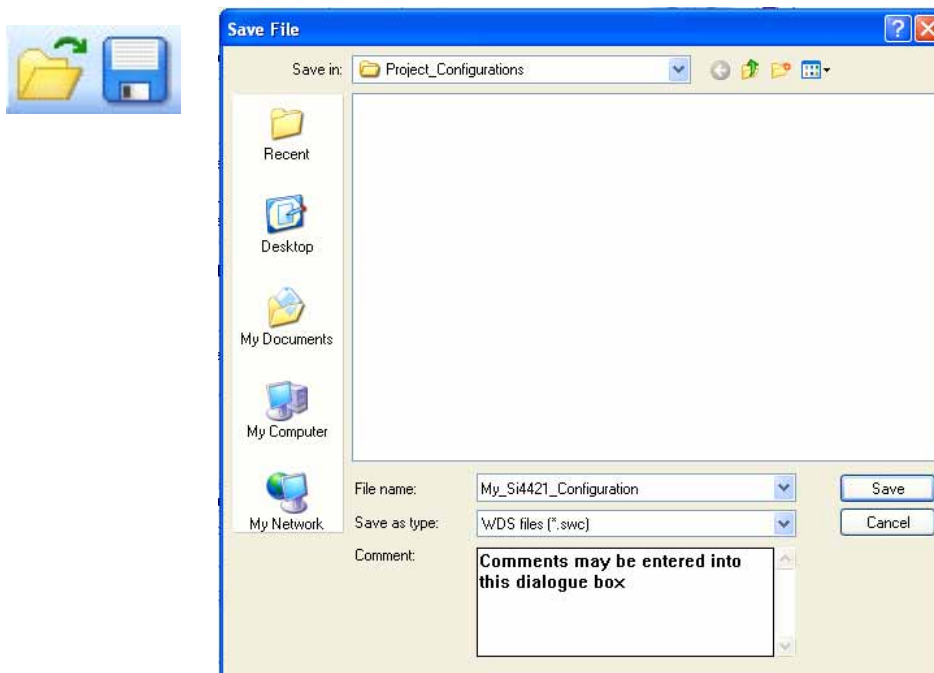 Save File
Save in:
Project_Configurations
Recent
Desktop
My Documents
My Computer
My Network
File name:
My_Si4421_Configuration
Save
Save as type:
WDS files (*.swc)
Cancel
Comment:
Comments may be entered into
this dialogue box